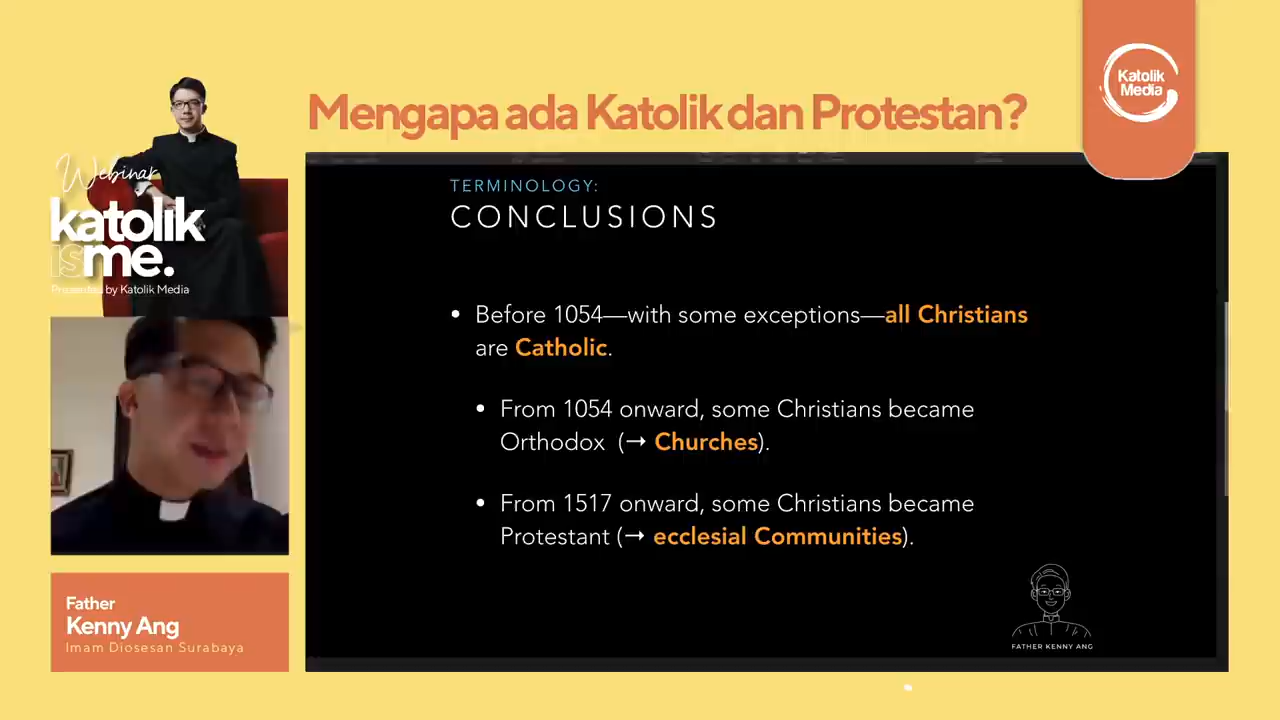 Mengapa ada Katolik dan Protestan?
Katolik
Media
Webinar
katolik
isme.
Presented by Katolik Media
TERMINOLOGY:
CONCLUSIONS
• Before 1054—with some exceptions—all Christians
are Catholic.
• From 1054 onward, some Christians became
Orthodox (→ Churches).
• From 1517 onward, some Christians became
Protestant (→ ecclesial Communities).
FATHER KENNY ANG
Father
Kenny Ang
Imam Diosesan Surabaya